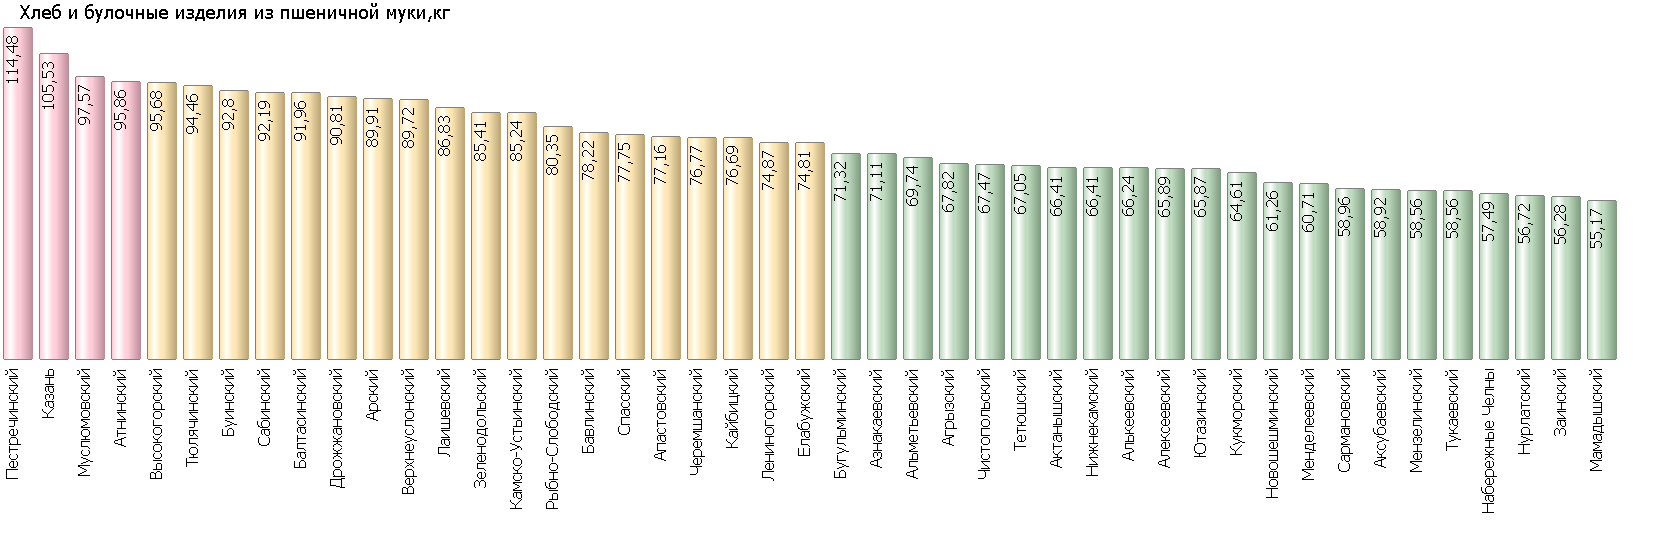 Хлеб и булочные изделия из пшеничной муки,кг
114,48
105,53
97,57
95,86
95,68
94,46
92,8
92,19
91,96
90,81
89,91
89,72
86,83
85,41
85,24
80,35
78,22
77,75
77,16
76,77
76,69
74,87
74,81
71,32
71,11
69,74
67,82
67,47
67,05
66,41
66,41
66,24
65,89
65,87
64,61
61,26
60,71
58,96
58,92
58,56
58,56
57,49
56,72
56,28
55,17
Пестречинский
Казань
Муслюмовский
Атнинский
Высокогорский
Тюлячинский
Буинский
Сабинский
Балтасинский
Дрожжановский
Арский
Верхнеуслонский
Лаишевский
Зеленодольский
Камско-Устьинский
Рыбно-Слободский
Бавлинский
Спасский
Апастовский
Черемшанский
Кайбицкий
Лениногорский
Елабужский
Бугульминский
Азнакаевский
Альметьевский
Агрызский
Чистопольский
Тетюшский
Актанышский
Нижнекамский
Алькеевский
Алексеевский
Ютазинский
Кукморский
Новошешминский
Менделеевский
Сармановский
Аксубаевский
Мензелинский
Тукаевский
Набережные Челны
Нурлатский
Заинский
Мамадышский